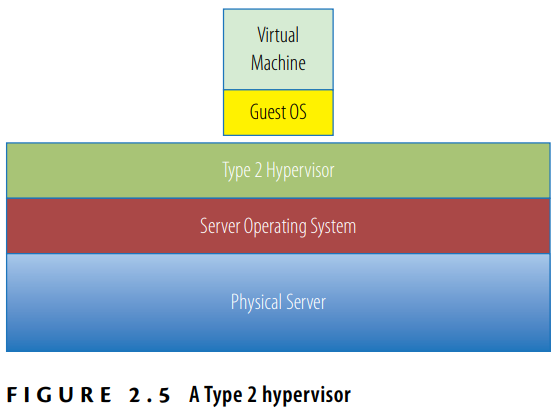 Virtual
Machine
Guest OS
Type 2 Hypervisor
Server Operating System
Physical Server
FIGURE 2.5 A Type 2 hypervisor